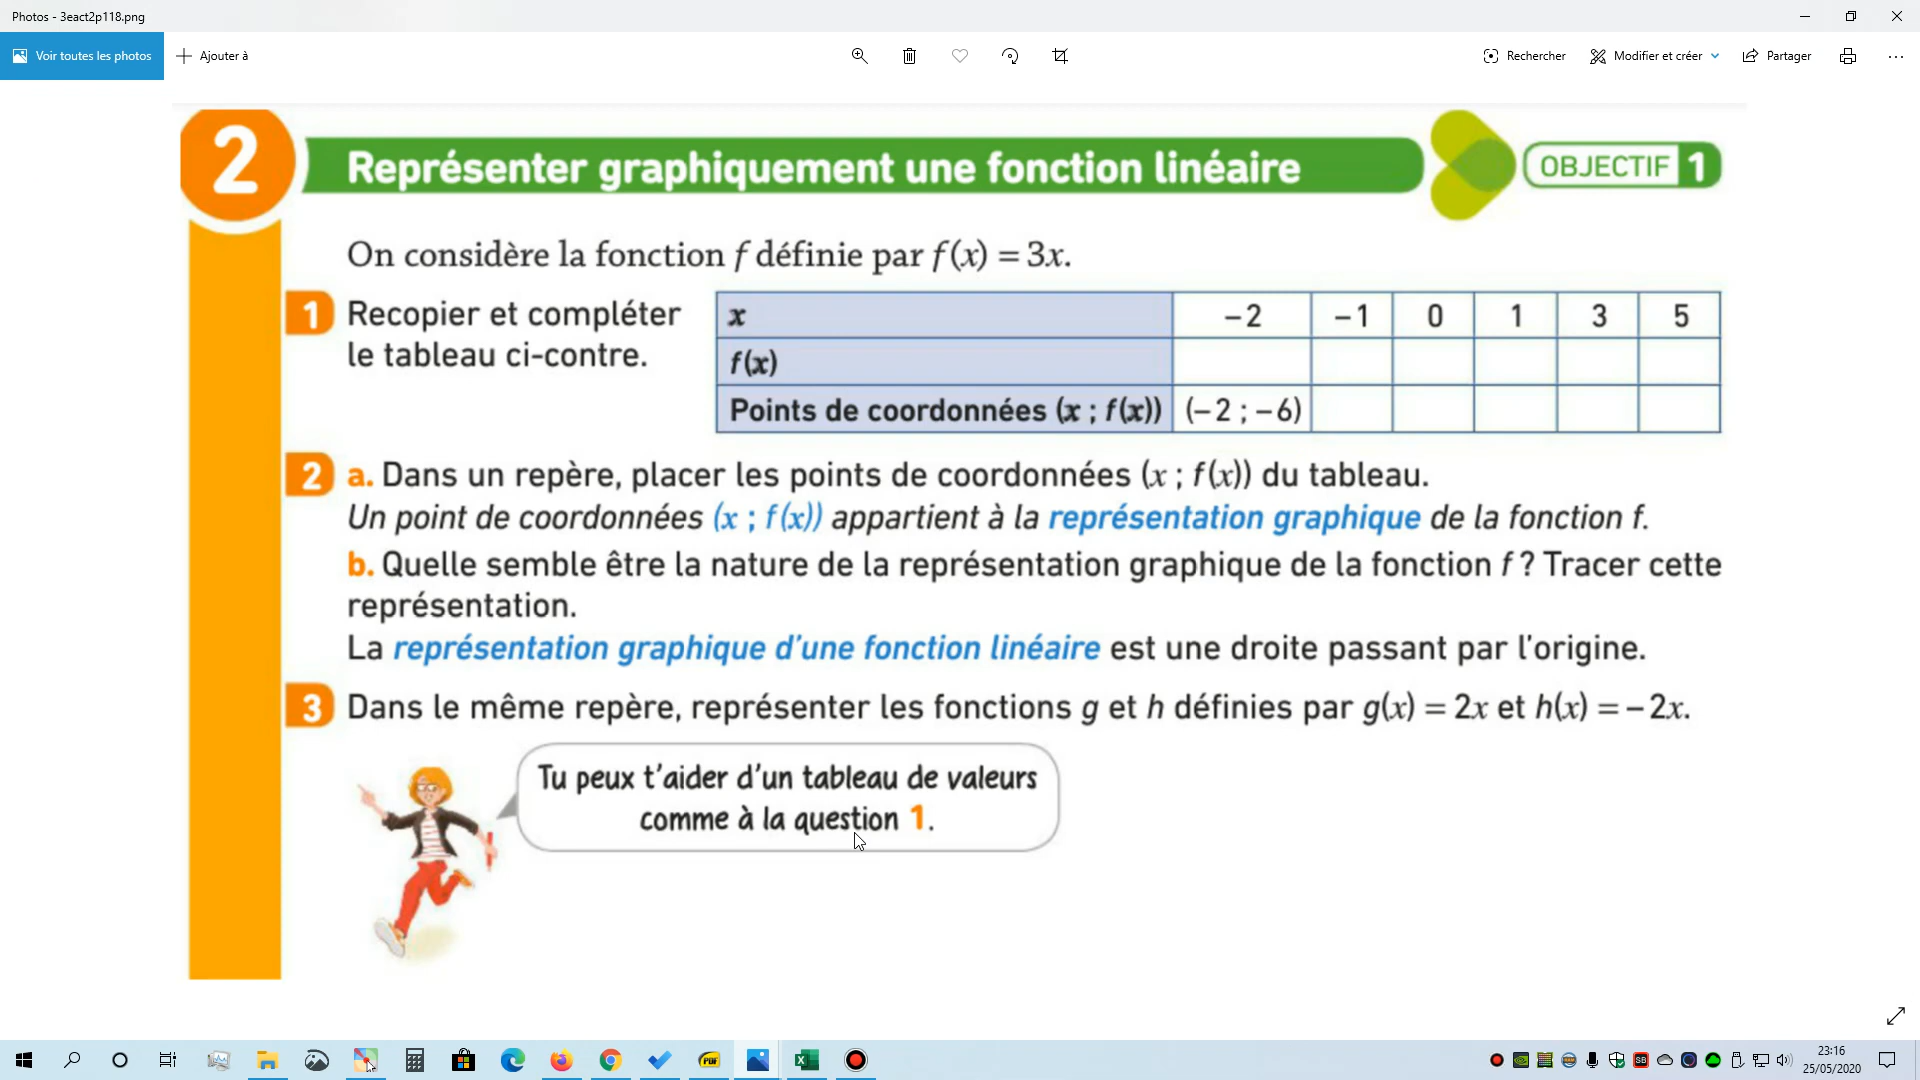 Photos - 3eact2p118.png
Voir toutes les photos
Ajouter à
Rechercher
Modifier et créer
Partager
2
Représenter graphiquement une fonction linéaire
OBJECTIF 1
On considère la fonction f définie par f(x) = 3x.
1 Recopier et compléter
le tableau ci-contre.
x −2 −1 0 1 3 5
f(x)
Points de coordonnées (x ; f(x)) (−2 ; −6)
2 a. Dans un repère, placer les points de coordonnées (x ; f(x)) du tableau.
Un point de coordonnées (x ; f(x)) appartient à la représentation graphique de la fonction f.
b. Quelle semble être la nature de la représentation graphique de la fonction f ? Tracer cette
représentation.
La représentation graphique d’une fonction linéaire est une droite passant par l’origine.
3 Dans le même repère, représenter les fonctions g et h définies par g(x) = 2x et h(x) = −2x.
Tu peux t’aider d’un tableau de valeurs
comme à la question 1.
PDF
SB
23:16
25/05/2020